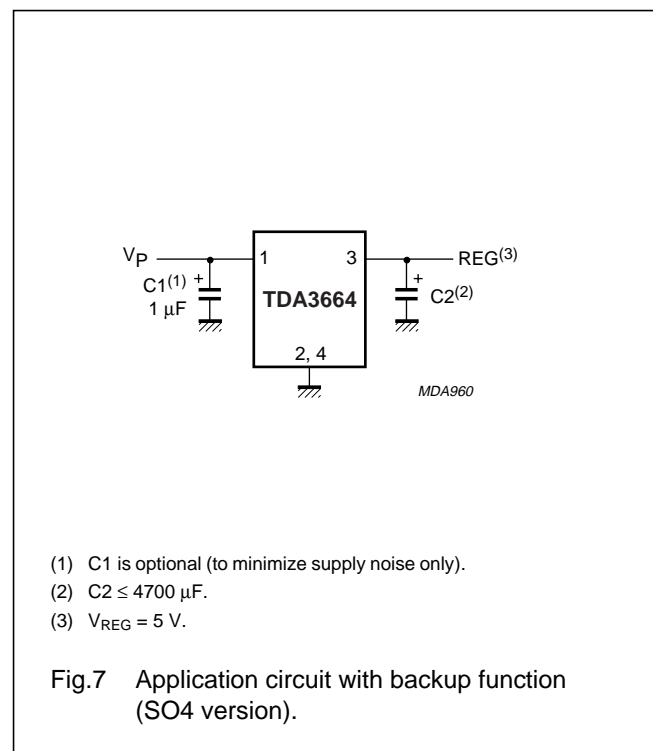 VP
C1(1) +
1 μF
1
3
TDA3664
2, 4
REG(3)
+
C2(2)
MDA960
(1) C1 is optional (to minimize supply noise only).
(2) C2 ≤ 4700 μF.
(3) VREG = 5 V.
Fig.7 Application circuit with backup function
(SO4 version).